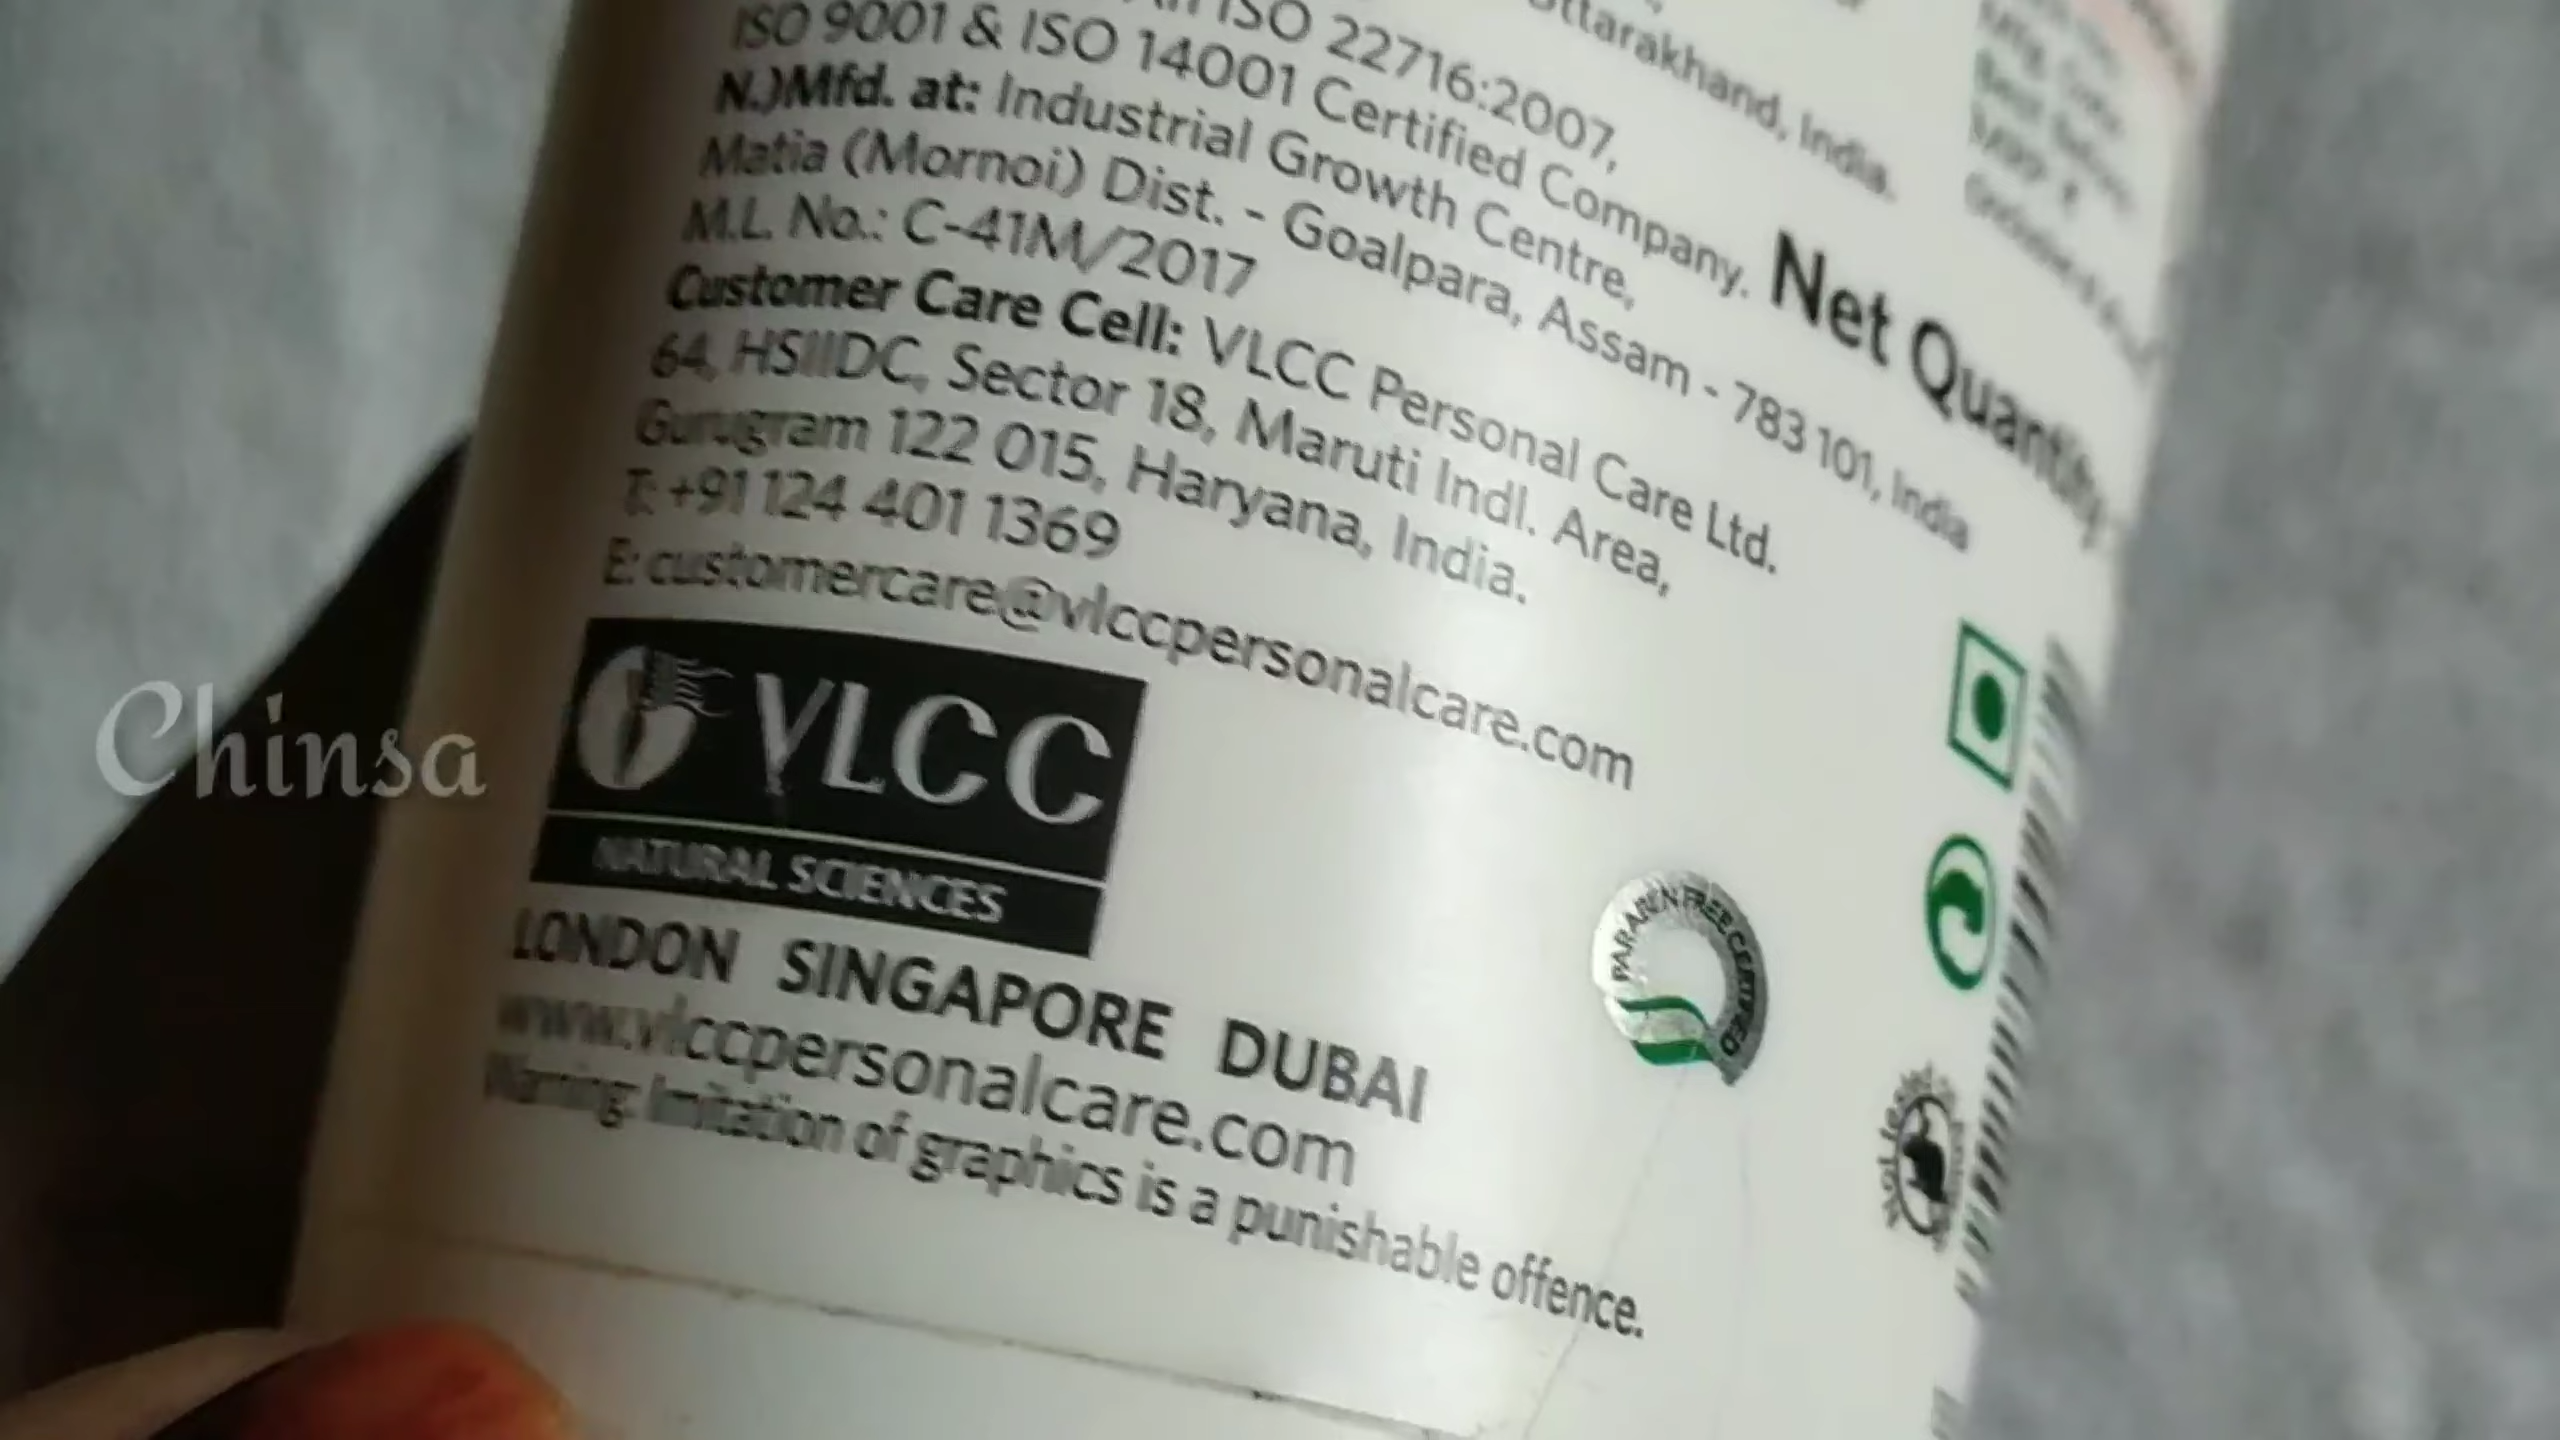 Uttarakhand, India.
ISO 22716:2007,
ISO 9001 & ISO 14001 Certified Company.
N.)Mfd. at: Industrial Growth Centre,
Matia (Mornoi) Dist. - Goalpara, Assam - 783 101, India
M.L. No.: C-41M/2017
Customer Care Cell: VLCC Personal Care Ltd.
64, HSIIDC, Sector 18, Maruti Indl. Area,
Gurugram 122 015, Haryana, India.
T: +91 124 401 1369
E: customercare@vlccpersonalcare.com
Net Quantity
VLCC
NATURAL SCIENCES
LONDON SINGAPORE DUBAI
www.vlccpersonalcare.com
Warning: Imitation of graphics is a punishable offence.
PARABEN FREE CERTIFIED
Chinsa